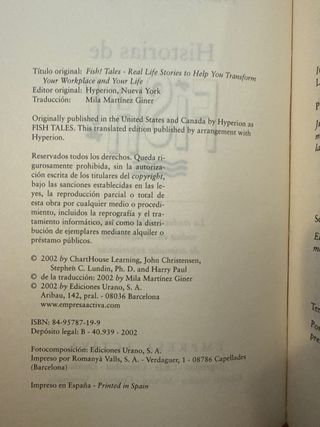 Título original: Fish! Tales - Real Life Stories to Help You Transform
Your Workplace and Your Life
Editor original: Hyperion, Nueva York
Traducción: Mila Martínez Giner
Originally published in the United States and Canada by Hyperion as
FISH TALES. This translated edition published by arrangement with
Hyperion.
Reservados todos los derechos. Queda ri-
gurosamente prohibida, sin la autoriza-
ción escrita de los titulares del copyright,
bajo las sanciones establecidas en las le-
yes, la reproducción parcial o total de
esta obra por cualquier medio o procedi-
miento, incluidos la reprografía y el tra-
tamiento informático, así como la distri-
bución de ejemplares mediante alquiler o
préstamo públicos.
© 2002 by ChartHouse Learning, John Christensen,
Stephen C. Lundin, Ph. D. and Harry Paul
© de la traducción: 2002 by Mila Martínez Giner
© 2002 by Ediciones Urano, S. A.
Aribau, 142, pral. - 08036 Barcelona
www.empresaactiva.com
ISBN: 84-95787-19-9
Depósito legal: B - 40.939 - 2002
Fotocomposición: Ediciones Urano, S. A.
Impreso por Romanyà Valls, S. A. - Verdaguer, 1 - 08786 Capellades
(Barcelona)
Impreso en España - Printed in Spain